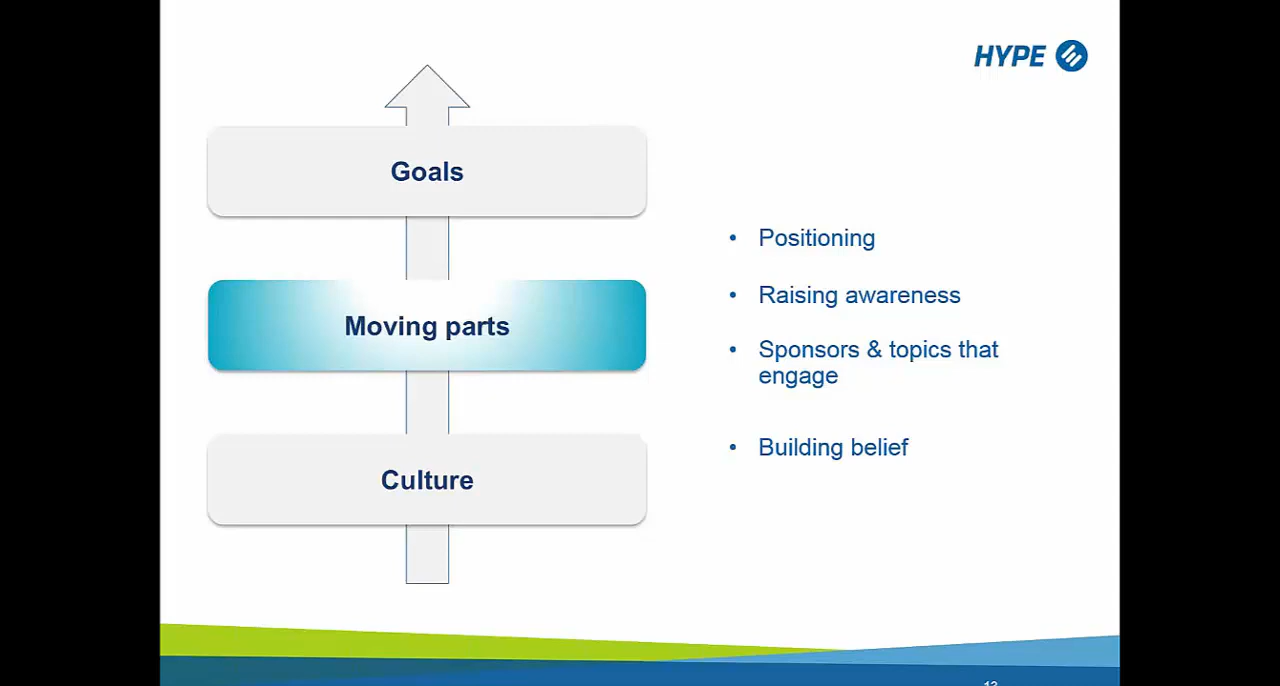 HYPE
Goals
Moving parts
Culture
• Positioning
• Raising awareness
• Sponsors & topics that
engage
• Building belief